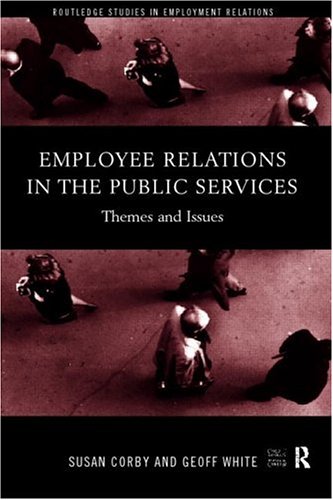 ROUTLEDGE STUDIES IN EMPLOYMENT RELATIONS
EMPLOYEE RELATIONS
IN THE PUBLIC SERVICES
Themes and Issues
SUSAN CORBY AND GEOFF WHITE
R